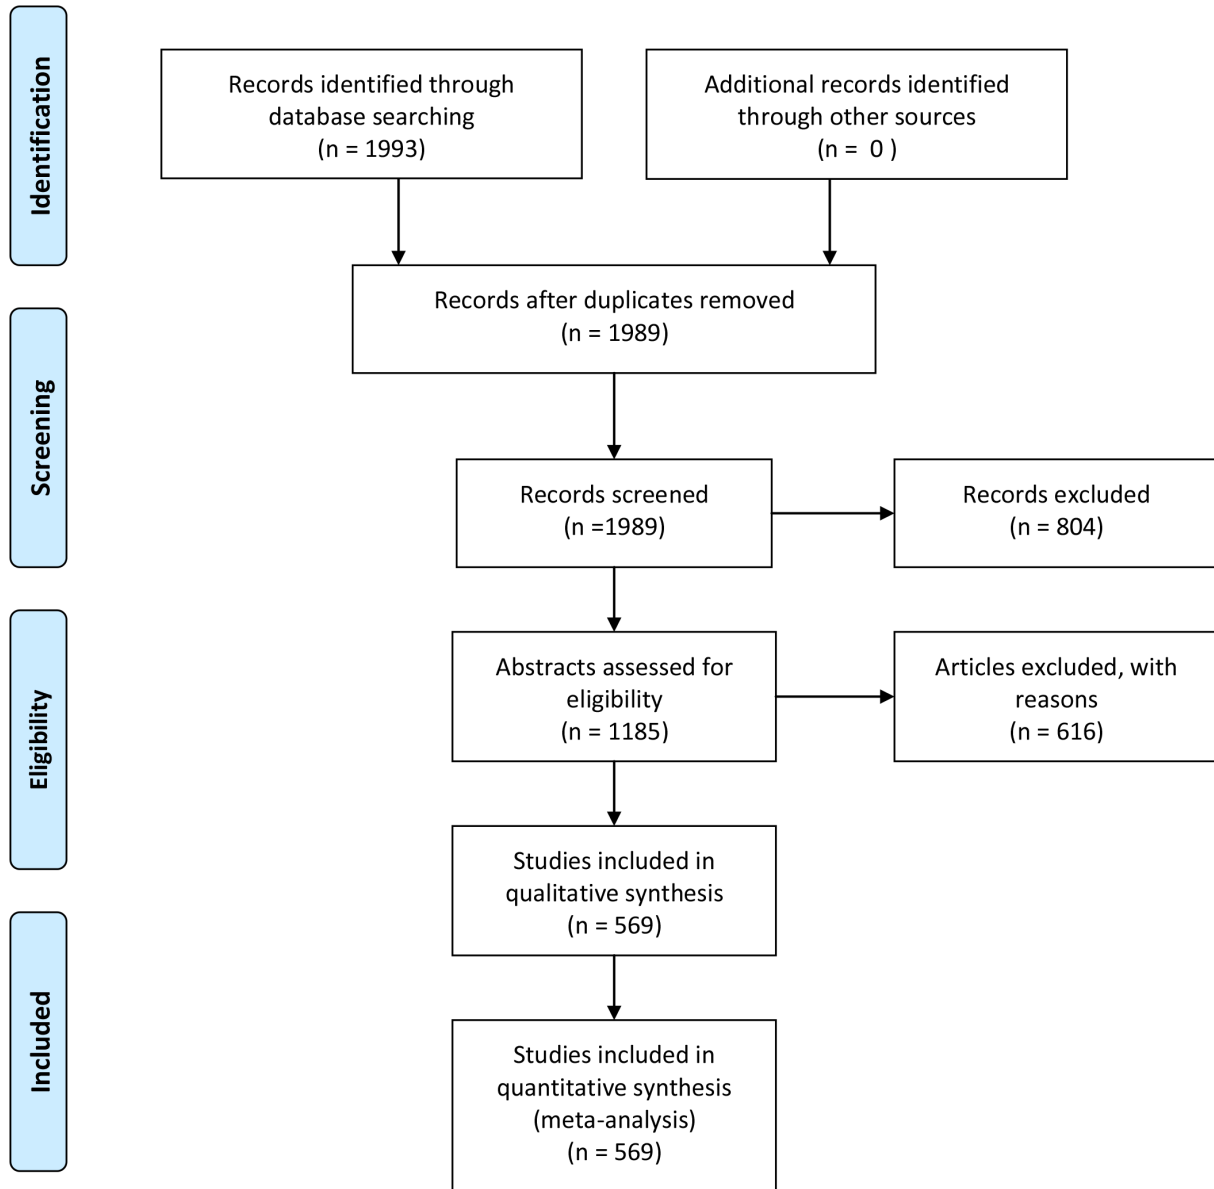 Identification
Records identified through
database searching
(n = 1993)
Additional records identified
through other sources
(n =  0 )
Records after duplicates removed
(n = 1989)
Screening
Records screened
(n =1989)
Records excluded
(n = 804)
Eligibility
Abstracts assessed for
eligibility
(n = 1185)
Articles excluded, with
reasons
(n = 616)
Studies included in
qualitative synthesis
(n = 569)
Included
Studies included in
quantitative synthesis
(meta-analysis)
(n = 569)